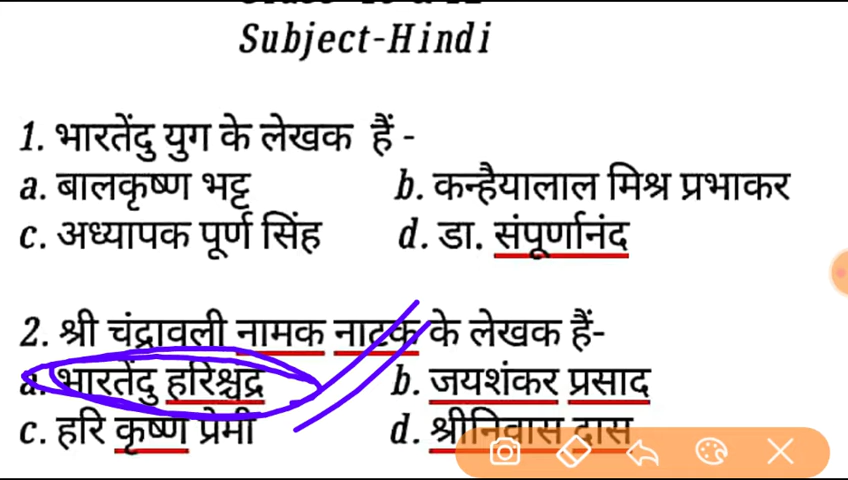 Subject-Hindi
1. भारतेंदु युग के लेखक हैं -
a. बालकृष्ण भट्ट b. कन्हैयालाल मिश्र प्रभाकर
c. अध्यापक पूर्ण सिंह d. डा. संपूर्णानंद
2. श्री चंद्रावली नामक नाटक के लेखक हैं-
a. भारतेंदु हरिश्चद्र b. जयशंकर प्रसाद
c. हरि कृष्ण प्रेमी d. श्रीनिवास दास